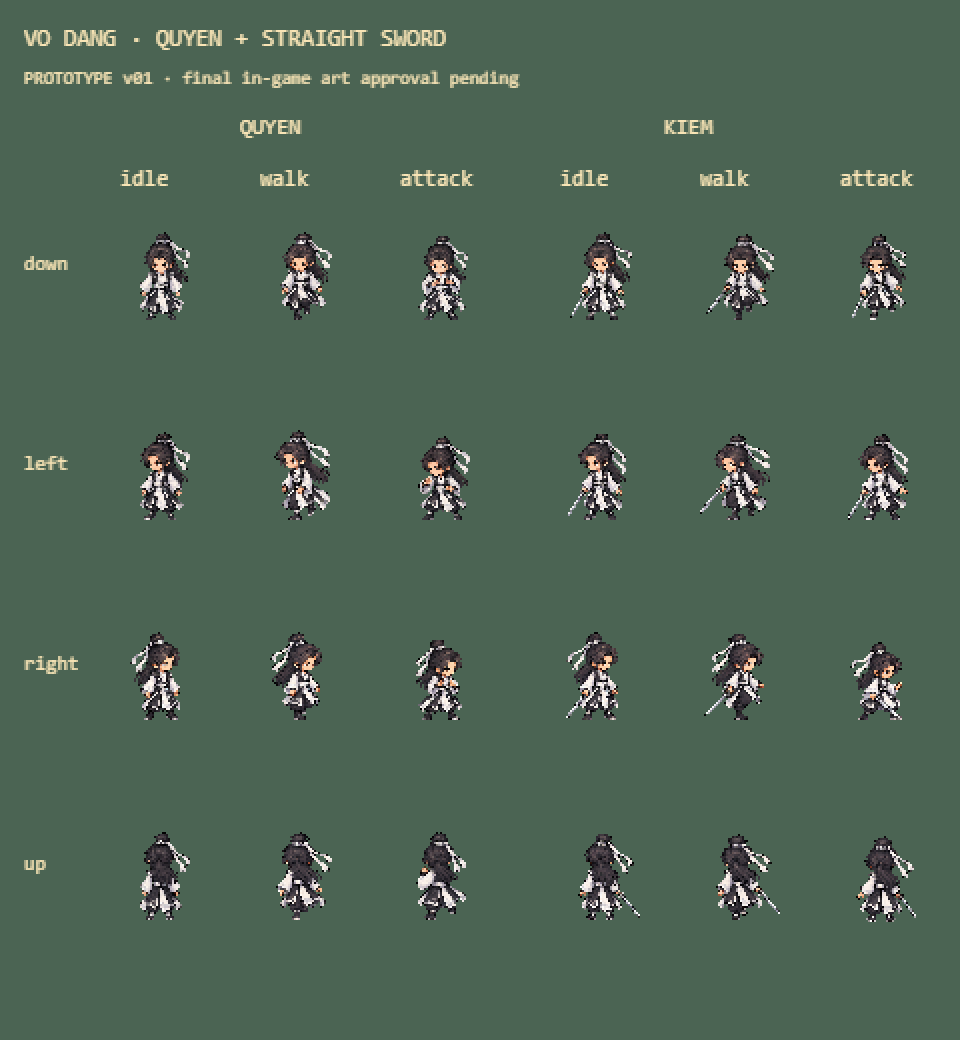 VO DANG · QUYEN + STRAIGHT SWORD
PROTOTYPE v01 · final in-game art approval pending
QUYEN KIEM
idle walk attack idle walk attack
down
left
right
up